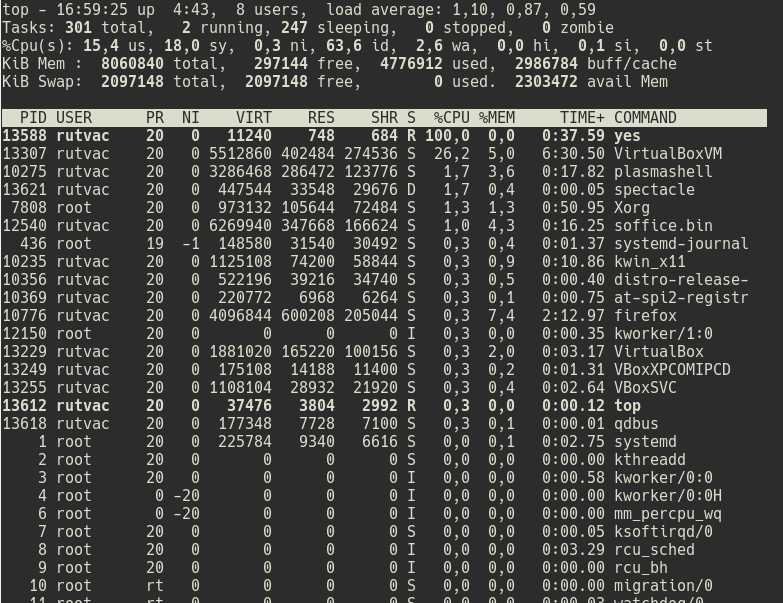 top - 16:59:25 up  4:43,  8 users,  load average: 1,10, 0,87, 0,59
Tasks: 301 total,   2 running, 247 sleeping,   0 stopped,   0 zombie
%Cpu(s): 15,4 us, 18,0 sy,  0,3 ni, 63,6 id,  2,6 wa,  0,0 hi,  0,1 si,  0,0 st
KiB Mem :  8060840 total,   297144 free,  4776912 used,  2986784 buff/cache
KiB Swap:  2097148 total,  2097148 free,        0 used.  2303472 avail Mem
PID USER      PR  NI    VIRT    RES    SHR S  %CPU %MEM     TIME+ COMMAND
13588 rutvac    20   0   11240    748    684 R 100,0  0,0   0:37.59 yes
13307 rutvac    20   0 5512860 402484 274536 S  26,2  5,0   6:30.50 VirtualBoxVM
10275 rutvac    20   0 3286468 286472 123776 S   1,7  3,6   0:17.82 plasmashell
13621 rutvac    20   0  447544  33548  29676 D   1,7  0,4   0:00.05 spectacle
7808 root      20   0  973132 105644  72484 S   1,3  1,3   0:50.95 Xorg
12540 rutvac    20   0 6269940 347668 166624 S   1,0  4,3   0:16.25 soffice.bin
436 root      19  -1  148580  31540  30492 S   0,3  0,4   0:01.37 systemd-journal
10235 rutvac    20   0 1125108  74200  58844 S   0,3  0,9   0:10.86 kwin_x11
10356 rutvac    20   0  522196  39216  34740 S   0,3  0,5   0:00.40 distro-release-
10369 rutvac    20   0  220772   6968   6264 S   0,3  0,1   0:00.75 at-spi2-registr
10776 rutvac    20   0 4096844 600208 205044 S   0,3  7,4   2:12.97 firefox
12150 root      20   0       0      0      0 I   0,3  0,0   0:00.35 kworker/1:0
13229 rutvac    20   0 1881020 165220 100156 S   0,3  2,0   0:03.17 VirtualBox
13249 rutvac    20   0  175108  14188  11400 S   0,3  0,2   0:01.31 VBoxXPCOMIPCD
13255 rutvac    20   0 1108104  28932  21920 S   0,3  0,4   0:02.64 VBoxSVC
13612 rutvac    20   0   37476   3804   2992 R   0,3  0,0   0:00.12 top
13618 rutvac    20   0  177348   7728   7100 S   0,3  0,1   0:00.01 qdbus
1 root      20   0  225784   9340   6616 S   0,0  0,1   0:02.75 systemd
2 root      20   0       0      0      0 S   0,0  0,0   0:00.00 kthreadd
3 root      20   0       0      0      0 I   0,0  0,0   0:00.58 kworker/0:0
4 root       0 -20       0      0      0 I   0,0  0,0   0:00.00 kworker/0:0H
6 root       0 -20       0      0      0 I   0,0  0,0   0:00.00 mm_percpu_wq
7 root      20   0       0      0      0 S   0,0  0,0   0:00.05 ksoftirqd/0
8 root      20   0       0      0      0 I   0,0  0,0   0:03.29 rcu_sched
9 root      20   0       0      0      0 I   0,0  0,0   0:00.00 rcu_bh
10 root      rt   0       0      0      0 S   0,0  0,0   0:00.00 migration/0
11 root      rt   0       0      0      0 S   0,0  0,0   0:00.03 watchdog/0